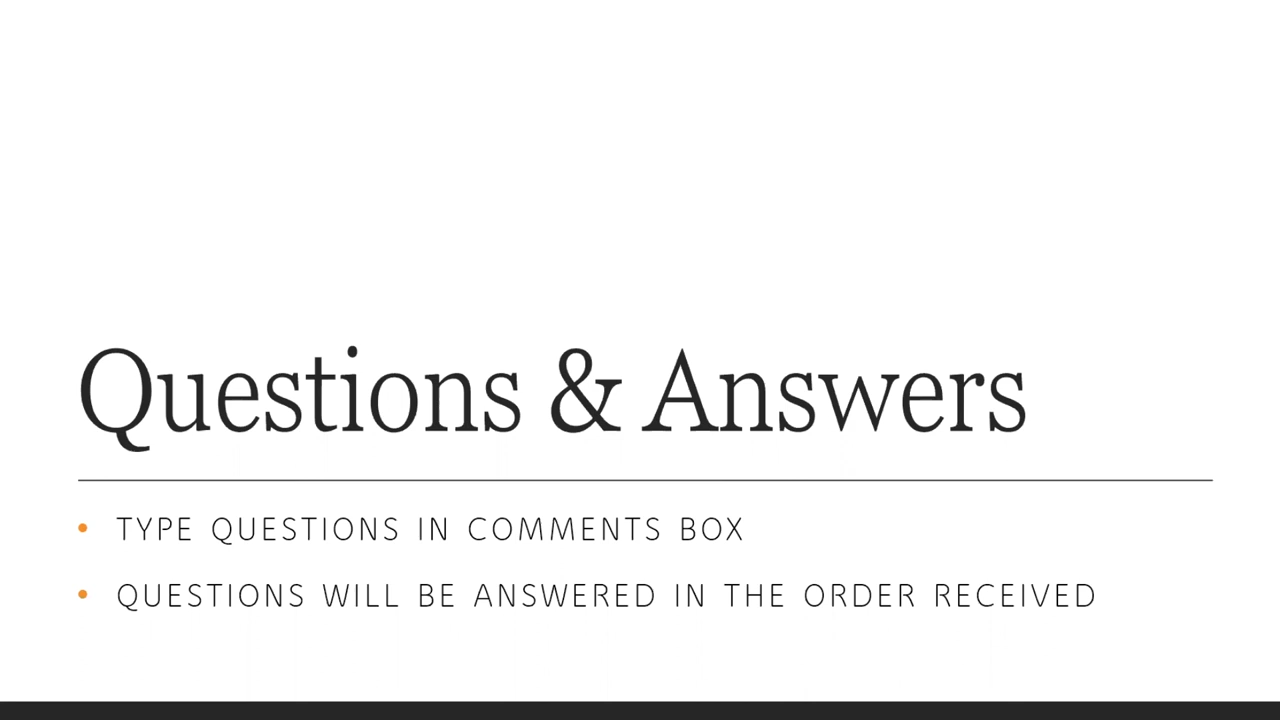 Questions & Answers
• TYPE QUESTIONS IN COMMENTS BOX
• QUESTIONS WILL BE ANSWERED IN THE ORDER RECEIVED